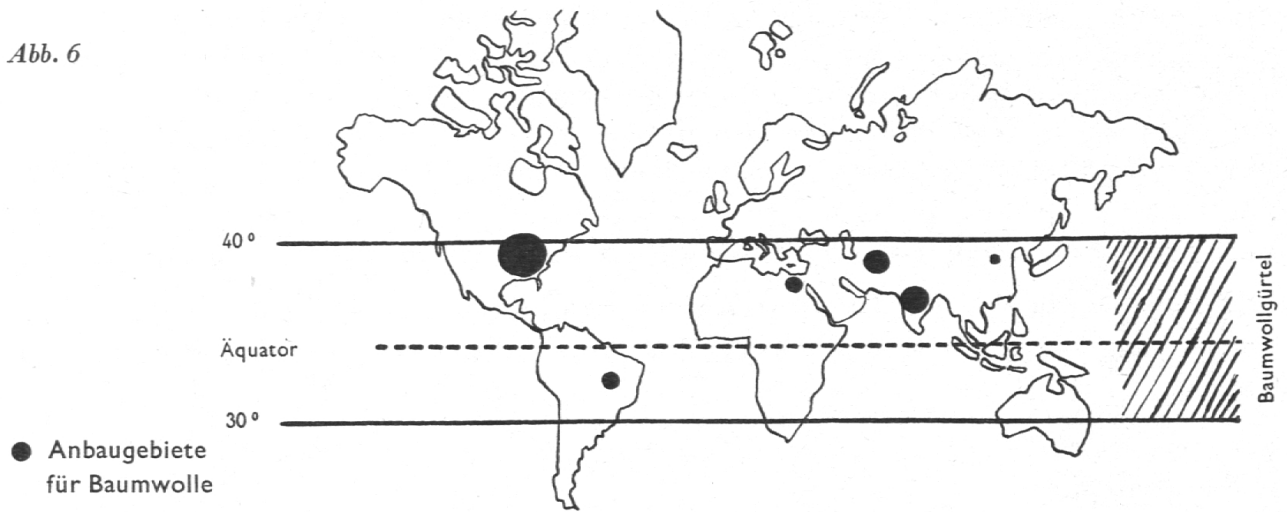 Abb. 6
40°
Äquator
30°
Baumwollgürtel
Anbaugebiete
für Baumwolle